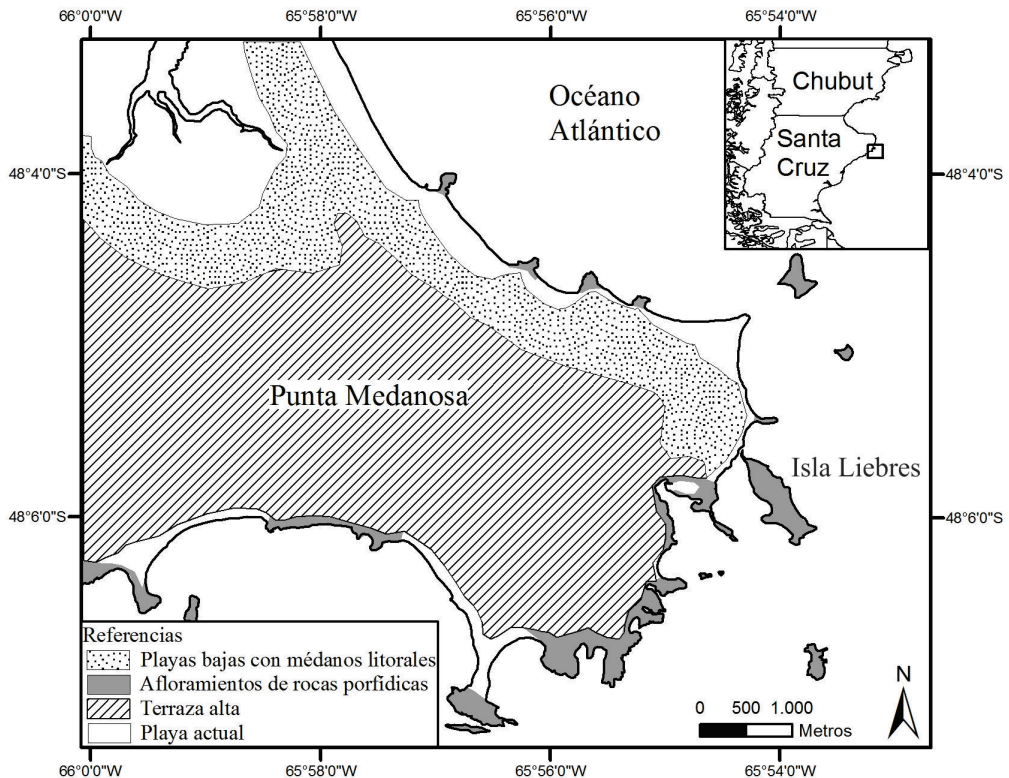 66°0'0"W
65°58'0"W
65°56'0"W
65°54'0"W
Océano
Atlántico
Chubut
Santa
Cruz
48°4'0"S
48°4'0"S
Punta Medanosa
Isla Liebres
48°6'0"S
48°6'0"S
Referencias
Playas bajas con médanos litorales
Afloramientos de rocas porfídicas
Terraza alta
Playa actual
N
0 500 1.000
Metros
66°0'0"W
65°58'0"W
65°56'0"W
65°54'0"W